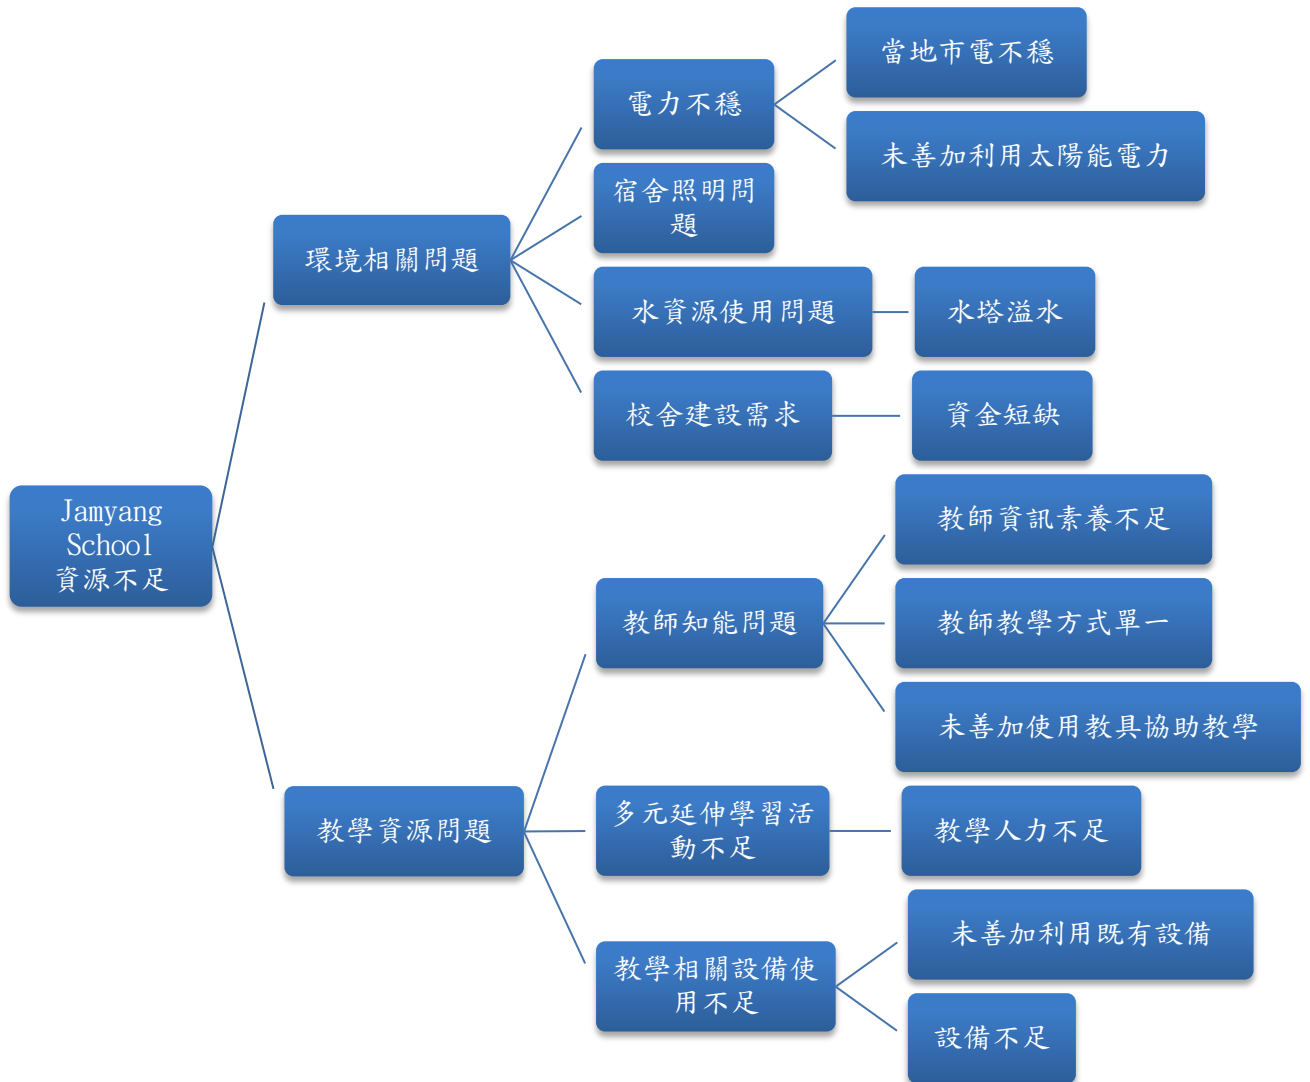 Jamyang
School
資源不足
環境相關問題
電力不穩
當地市電不穩
未善加利用太陽能電力
宿舍照明問
題
水資源使用問題
水塔溢水
校舍建設需求
資金短缺
教學資源問題
教師知能問題
教師資訊素養不足
教師教學方式單一
未善加使用教具協助教學
多元延伸學習活
動不足
教學人力不足
教學相關設備使
用不足
未善加利用既有設備
設備不足